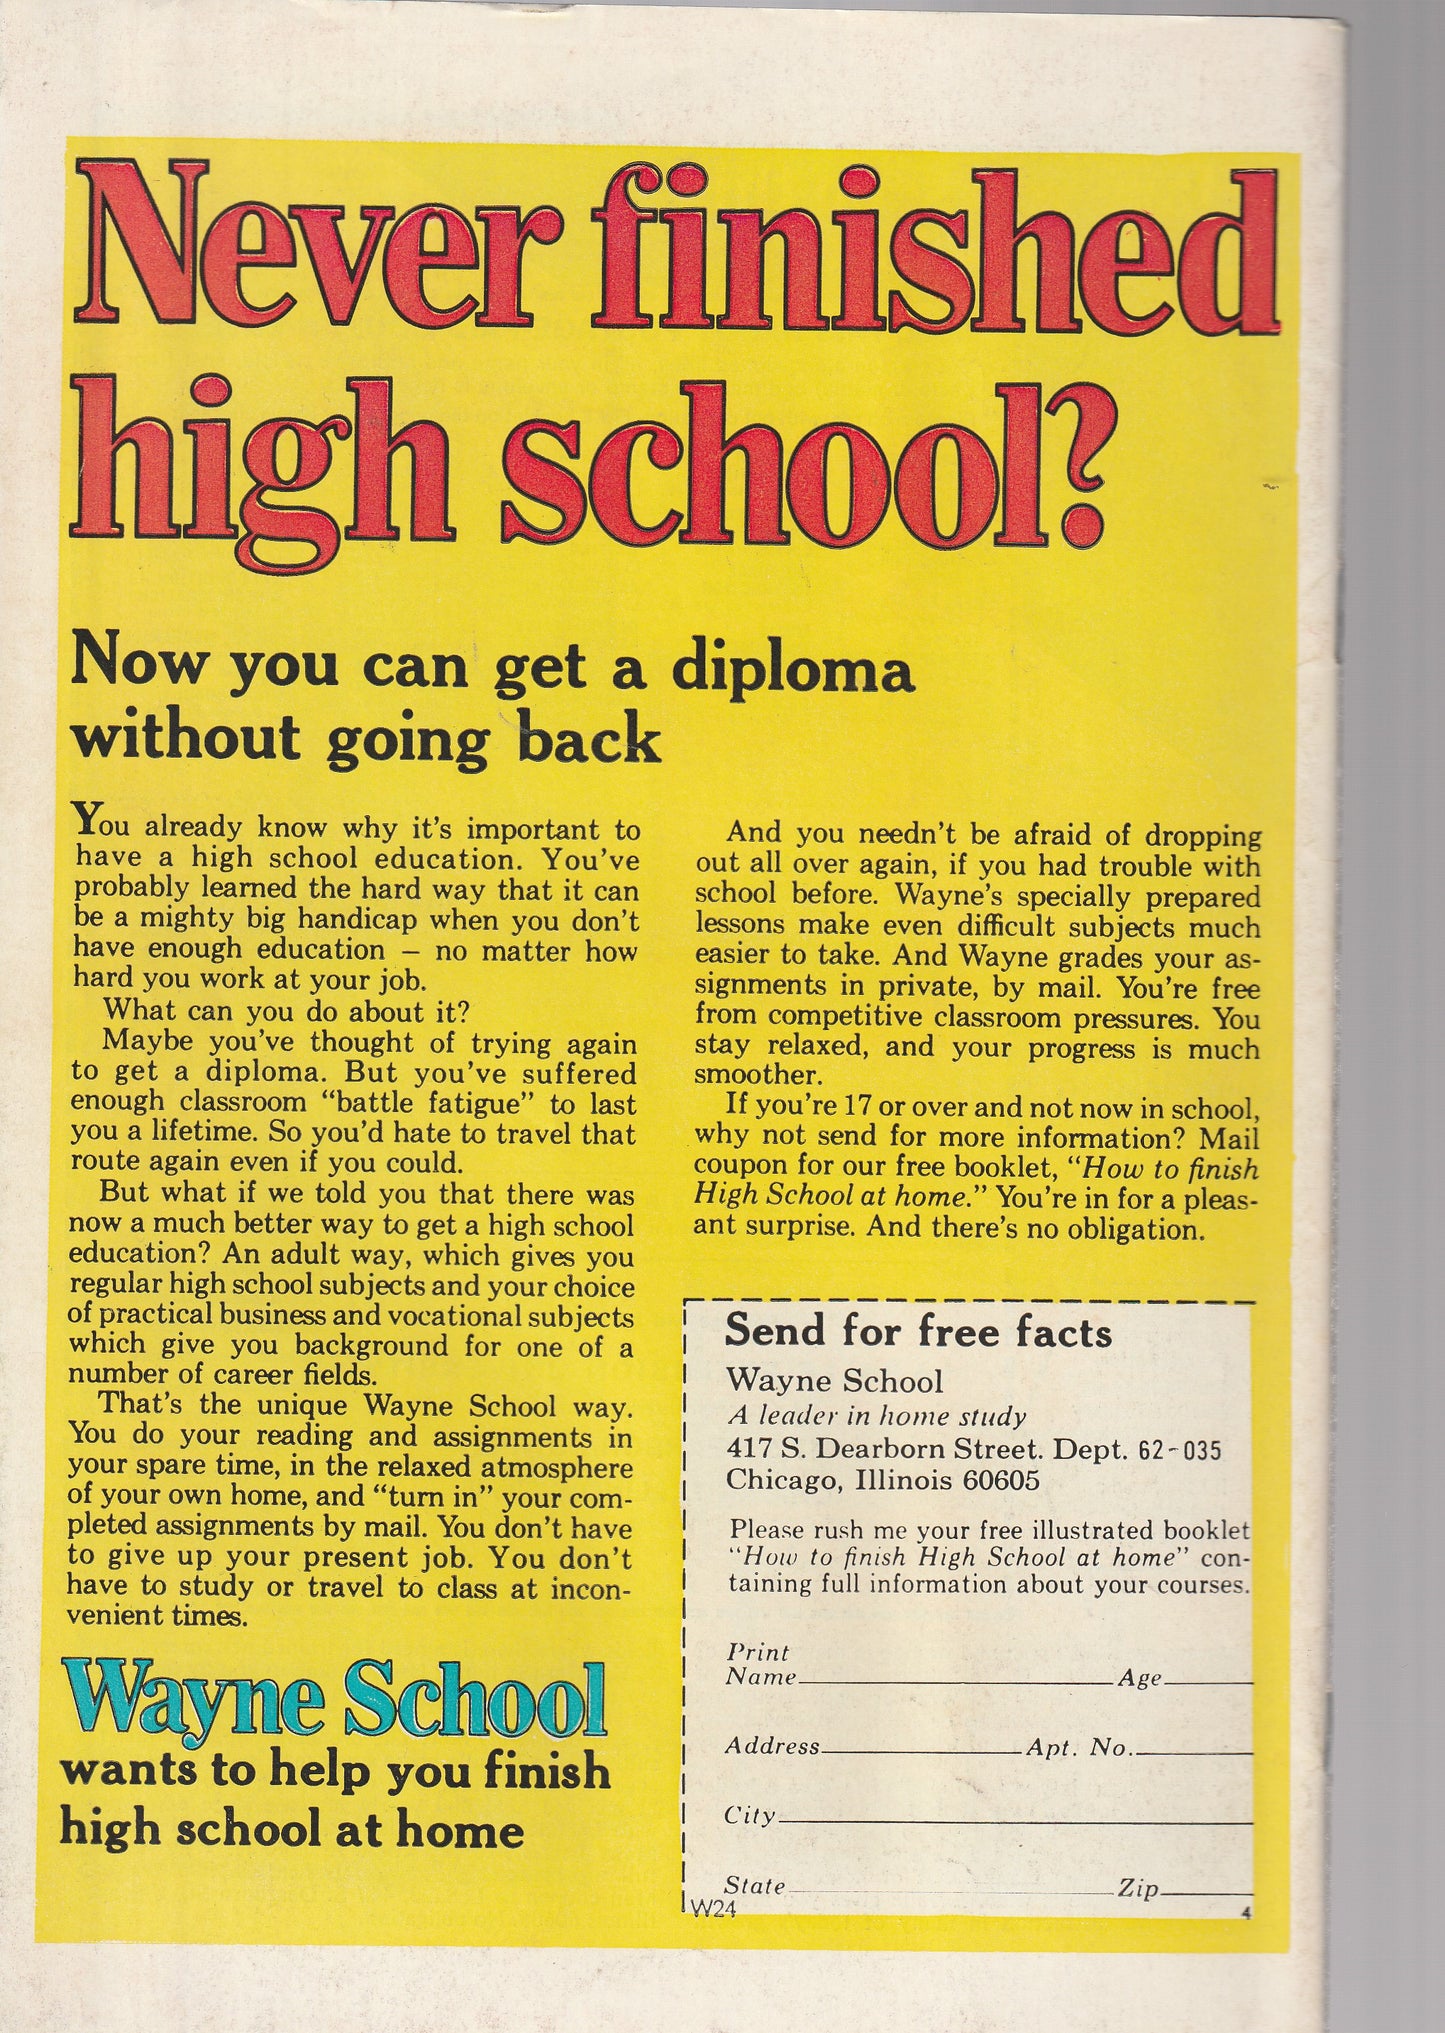 Never finished
high school?
Now you can get a diploma
without going back
You already know why it's important to
have a high school education. You've
probably learned the hard way that it can
be a mighty big handicap when you don't
have enough education – no matter how
hard you work at your job.
What can you do about it?
Maybe you've thought of trying again
to get a diploma. But you've suffered
enough classroom “battle fatigue” to last
you a lifetime. So you'd hate to travel that
route again even if you could.
But what if we told you that there was
now a much better way to get a high school
education? An adult way, which gives you
regular high school subjects and your choice
of practical business and vocational subjects
which give you background for one of a
number of career fields.
That's the unique Wayne School way.
You do your reading and assignments in
your spare time, in the relaxed atmosphere
of your own home, and “turn in” your com-
pleted assignments by mail. You don't have
to give up your present job. You don't
have to study or travel to class at incon-
venient times.
Wayne School
wants to help you finish
high school at home
And you needn't be afraid of dropping
out all over again, if you had trouble with
school before. Wayne's specially prepared
lessons make even difficult subjects much
easier to take. And Wayne grades your as-
signments in private, by mail. You're free
from competitive classroom pressures. You
stay relaxed, and your progress is much
smoother.
If you're 17 or over and not now in school,
why not send for more information? Mail
coupon for our free booklet, “How to finish
High School at home.” You're in for a pleas-
ant surprise. And there's no obligation.
Send for free facts
Wayne School
A leader in home study
417 S. Dearborn Street. Dept. 62-035
Chicago, Illinois 60605
Please rush me your free illustrated booklet
“How to finish High School at home” con-
taining full information about your courses.
Print
Name Age
Address Apt. No.
City
State Zip
W24 4